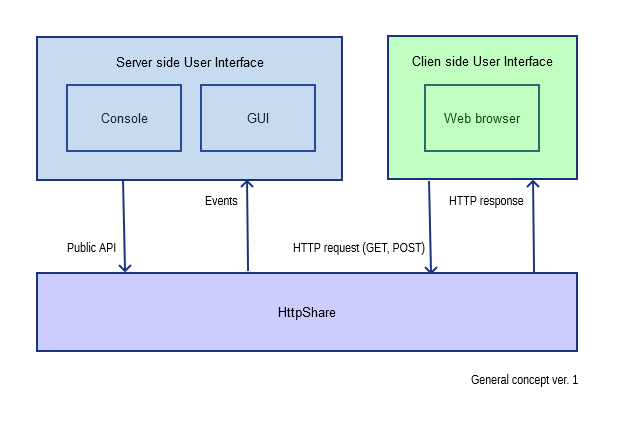 Server side User Interface
Clien side User Interface
Console
GUI
Web browser
Events
HTTP response
Public API
HTTP request (GET, POST)
HttpShare
General concept ver. 1